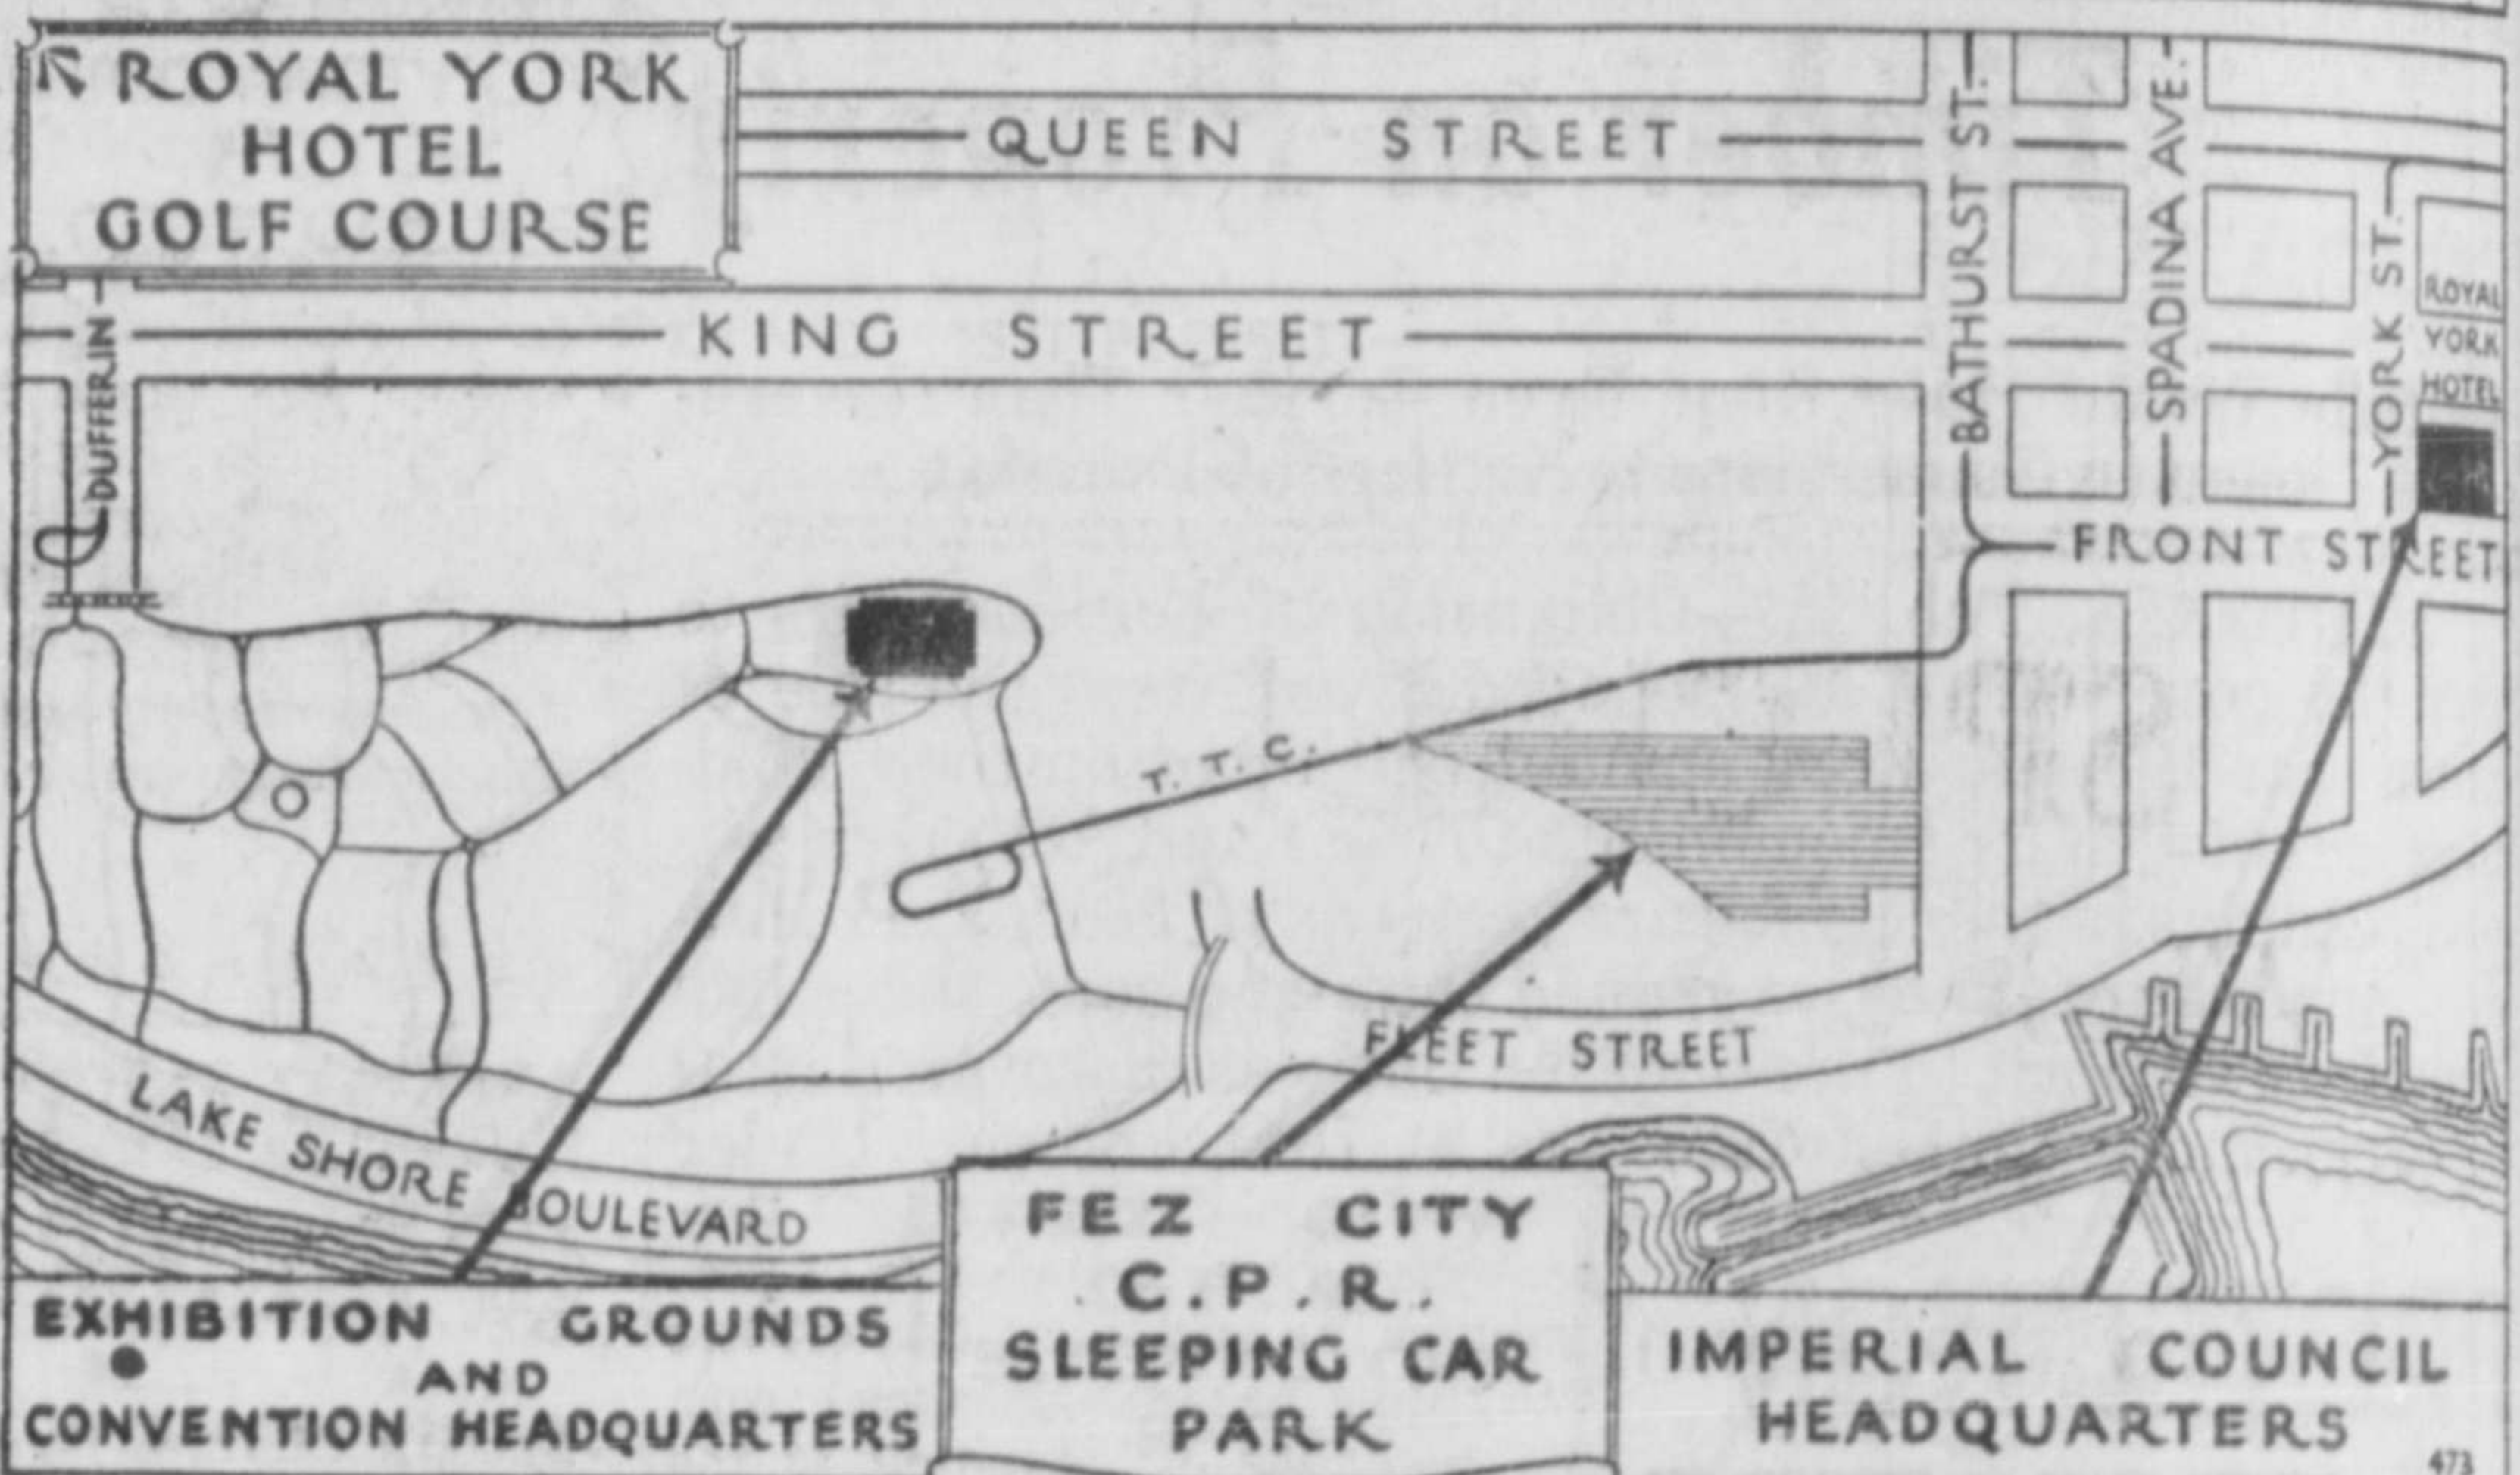 ROYAL YORK
HOTEL
GOLF COURSE
QUEEN STREET
KING STREET
DUFFERIN
BATHURST ST.
SPADINA AVE.
YORK ST.
ROYAL
YORK
HOTEL
FRONT STREET
T. T. C.
FLEET STREET
LAKE SHORE BOULEVARD
EXHIBITION GROUNDS
AND
CONVENTION HEADQUARTERS
FEZ CITY
C.P.R.
SLEEPING CAR
PARK
IMPERIAL COUNCIL
HEADQUARTERS
473